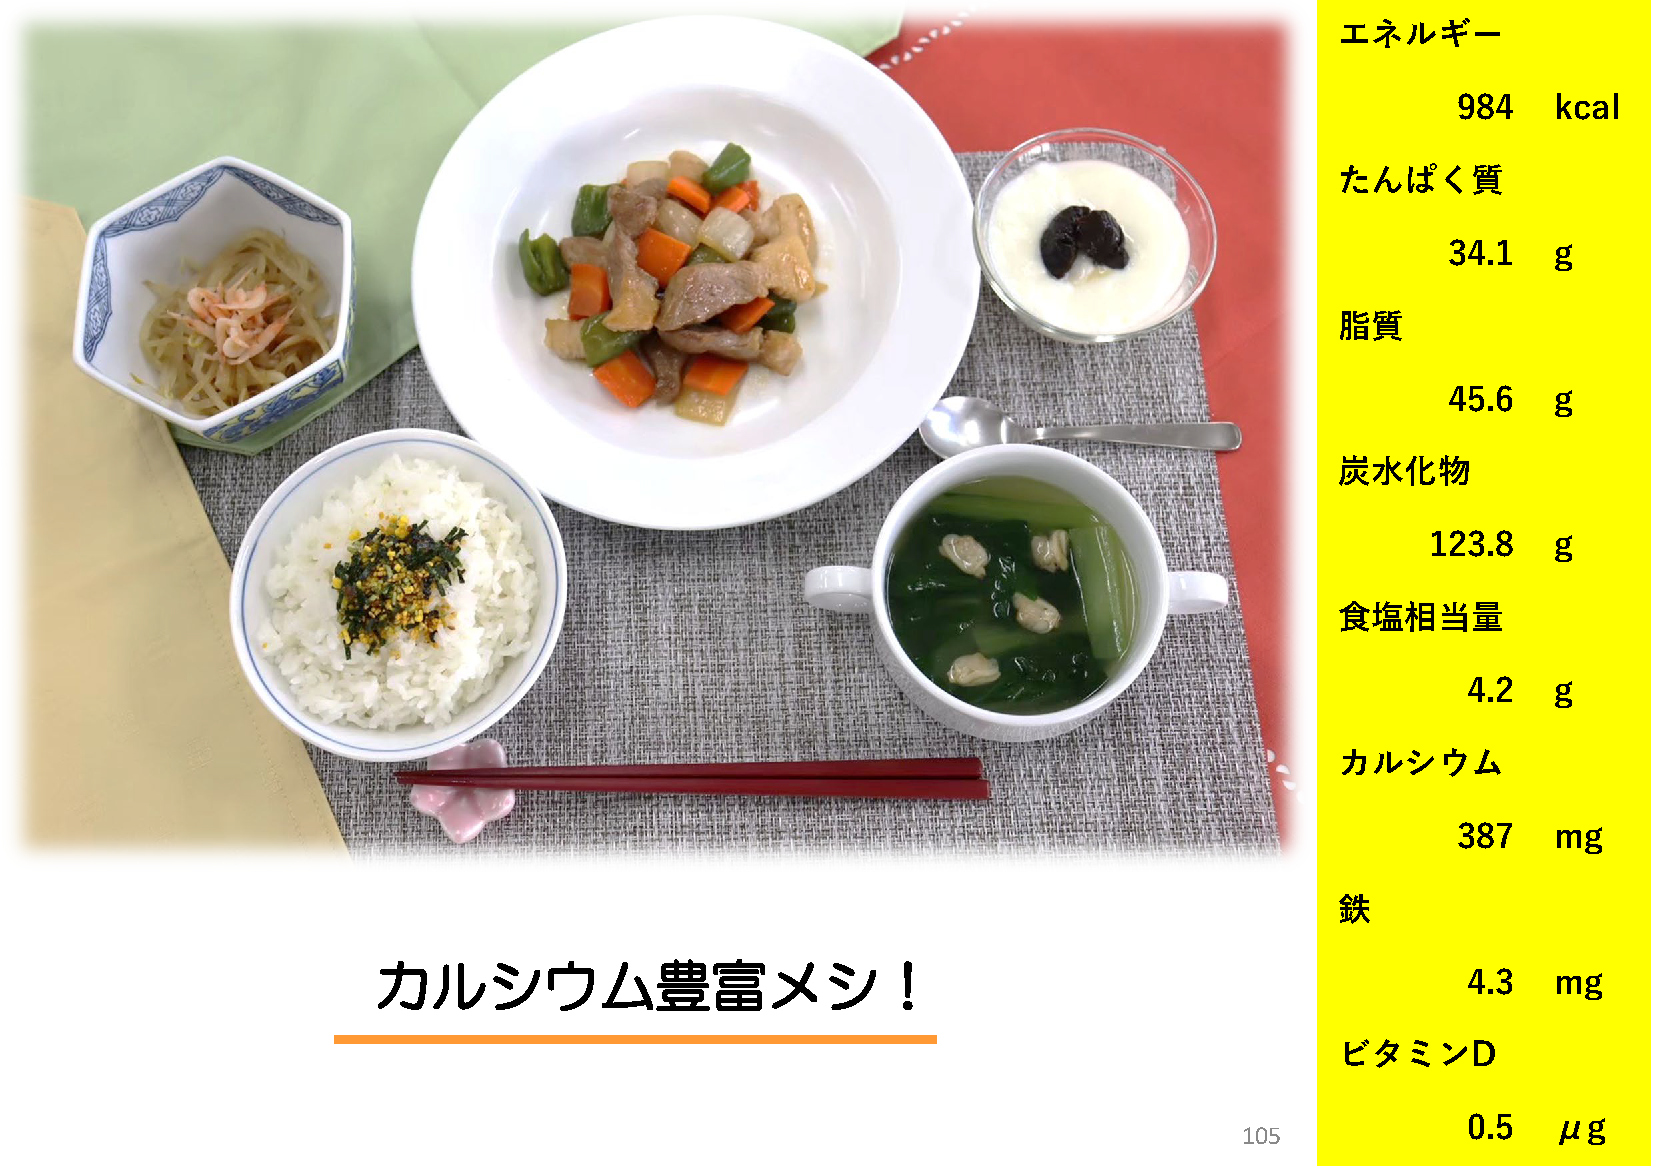 エネルギー
984 kcal
たんぱく質
34.1 g
脂質
45.6 g
炭水化物
123.8 g
食塩相当量
4.2 g
カルシウム
387 mg
鉄
4.3 mg
ビタミンD
0.5 μg
カルシウム豊富メシ！
105